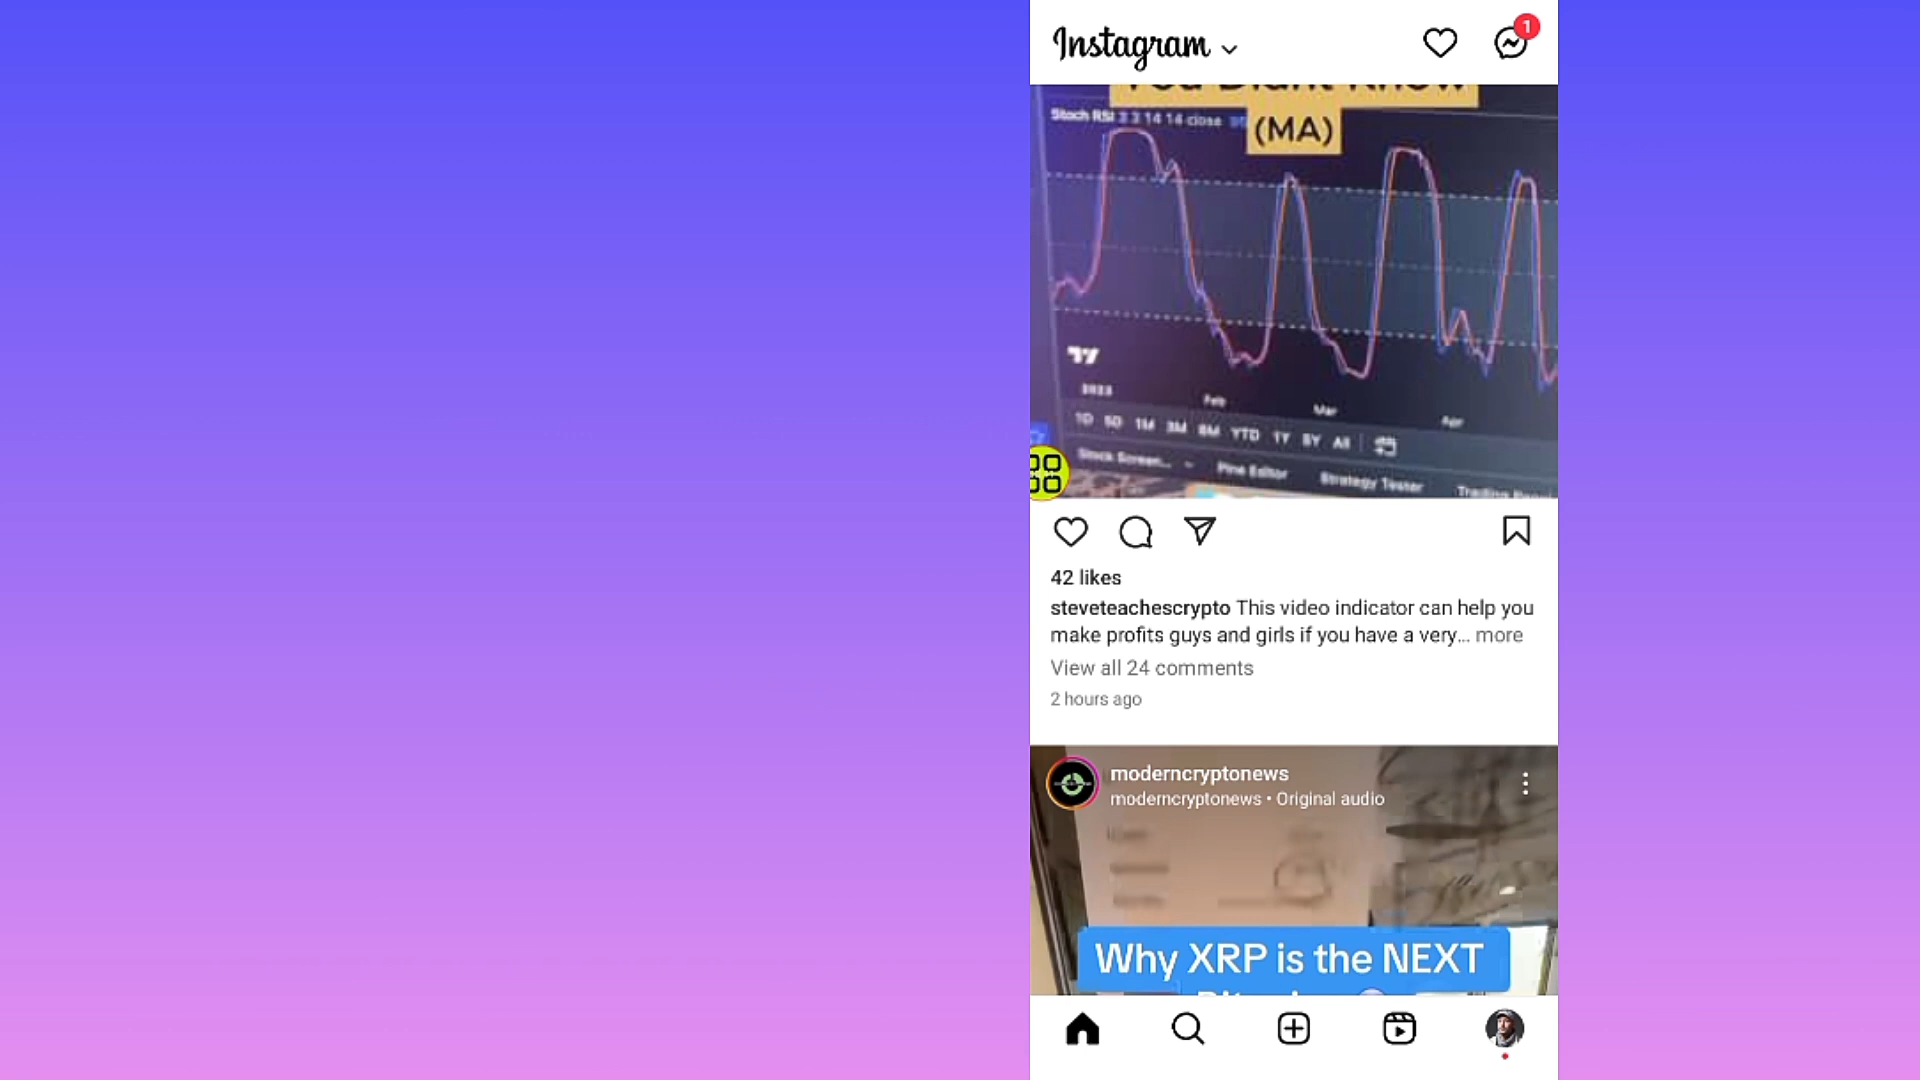 Instagram
1
(MA)
Stoch RSI 3 3 14 14 close
2023
Feb
Mar
Apr
1D 5D 1M 3M 6M YTD 1Y 5Y All
Stock Screen...
Pine Editor
Strategy Tester
42 likes
steveteachescrypto This video indicator can help you
make profits guys and girls if you have a very... more
View all 24 comments
2 hours ago
moderncryptonews
moderncryptonews • Original audio
Why XRP is the NEXT